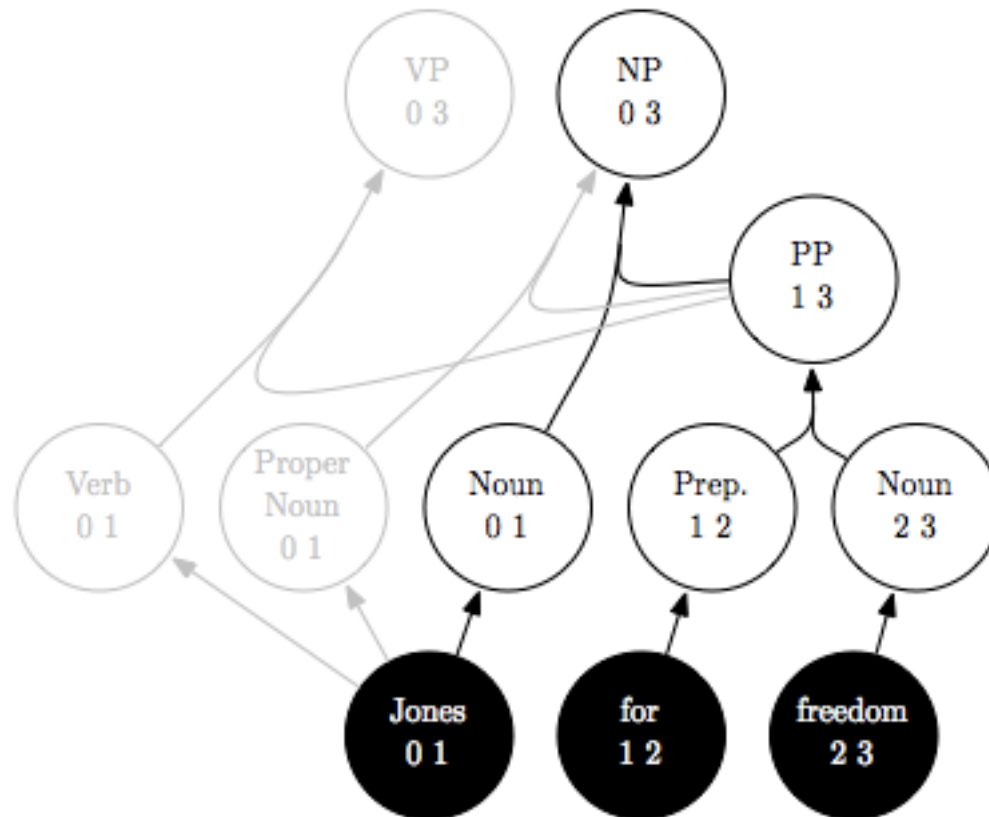 VP
0 3
NP
0 3
PP
1 3
Verb
0 1
Proper
Noun
0 1
Noun
0 1
Prep.
1 2
Noun
2 3
Jones
0 1
for
1 2
freedom
2 3